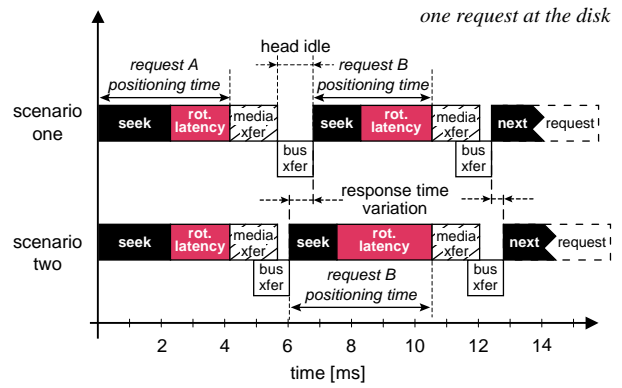 one request at the disk
head idle
request A
positioning time
request B
positioning time
scenario
one
seek
rot.
latency
media
xfer
bus
xfer
seek
rot.
latency
media
xfer
bus
xfer
next
request
response time
variation
scenario
two
seek
rot.
latency
media
xfer
bus
xfer
seek
rot.
latency
media
xfer
bus
xfer
next
request
request B
positioning time
2 4 6 8 10 12 14
time [ms]